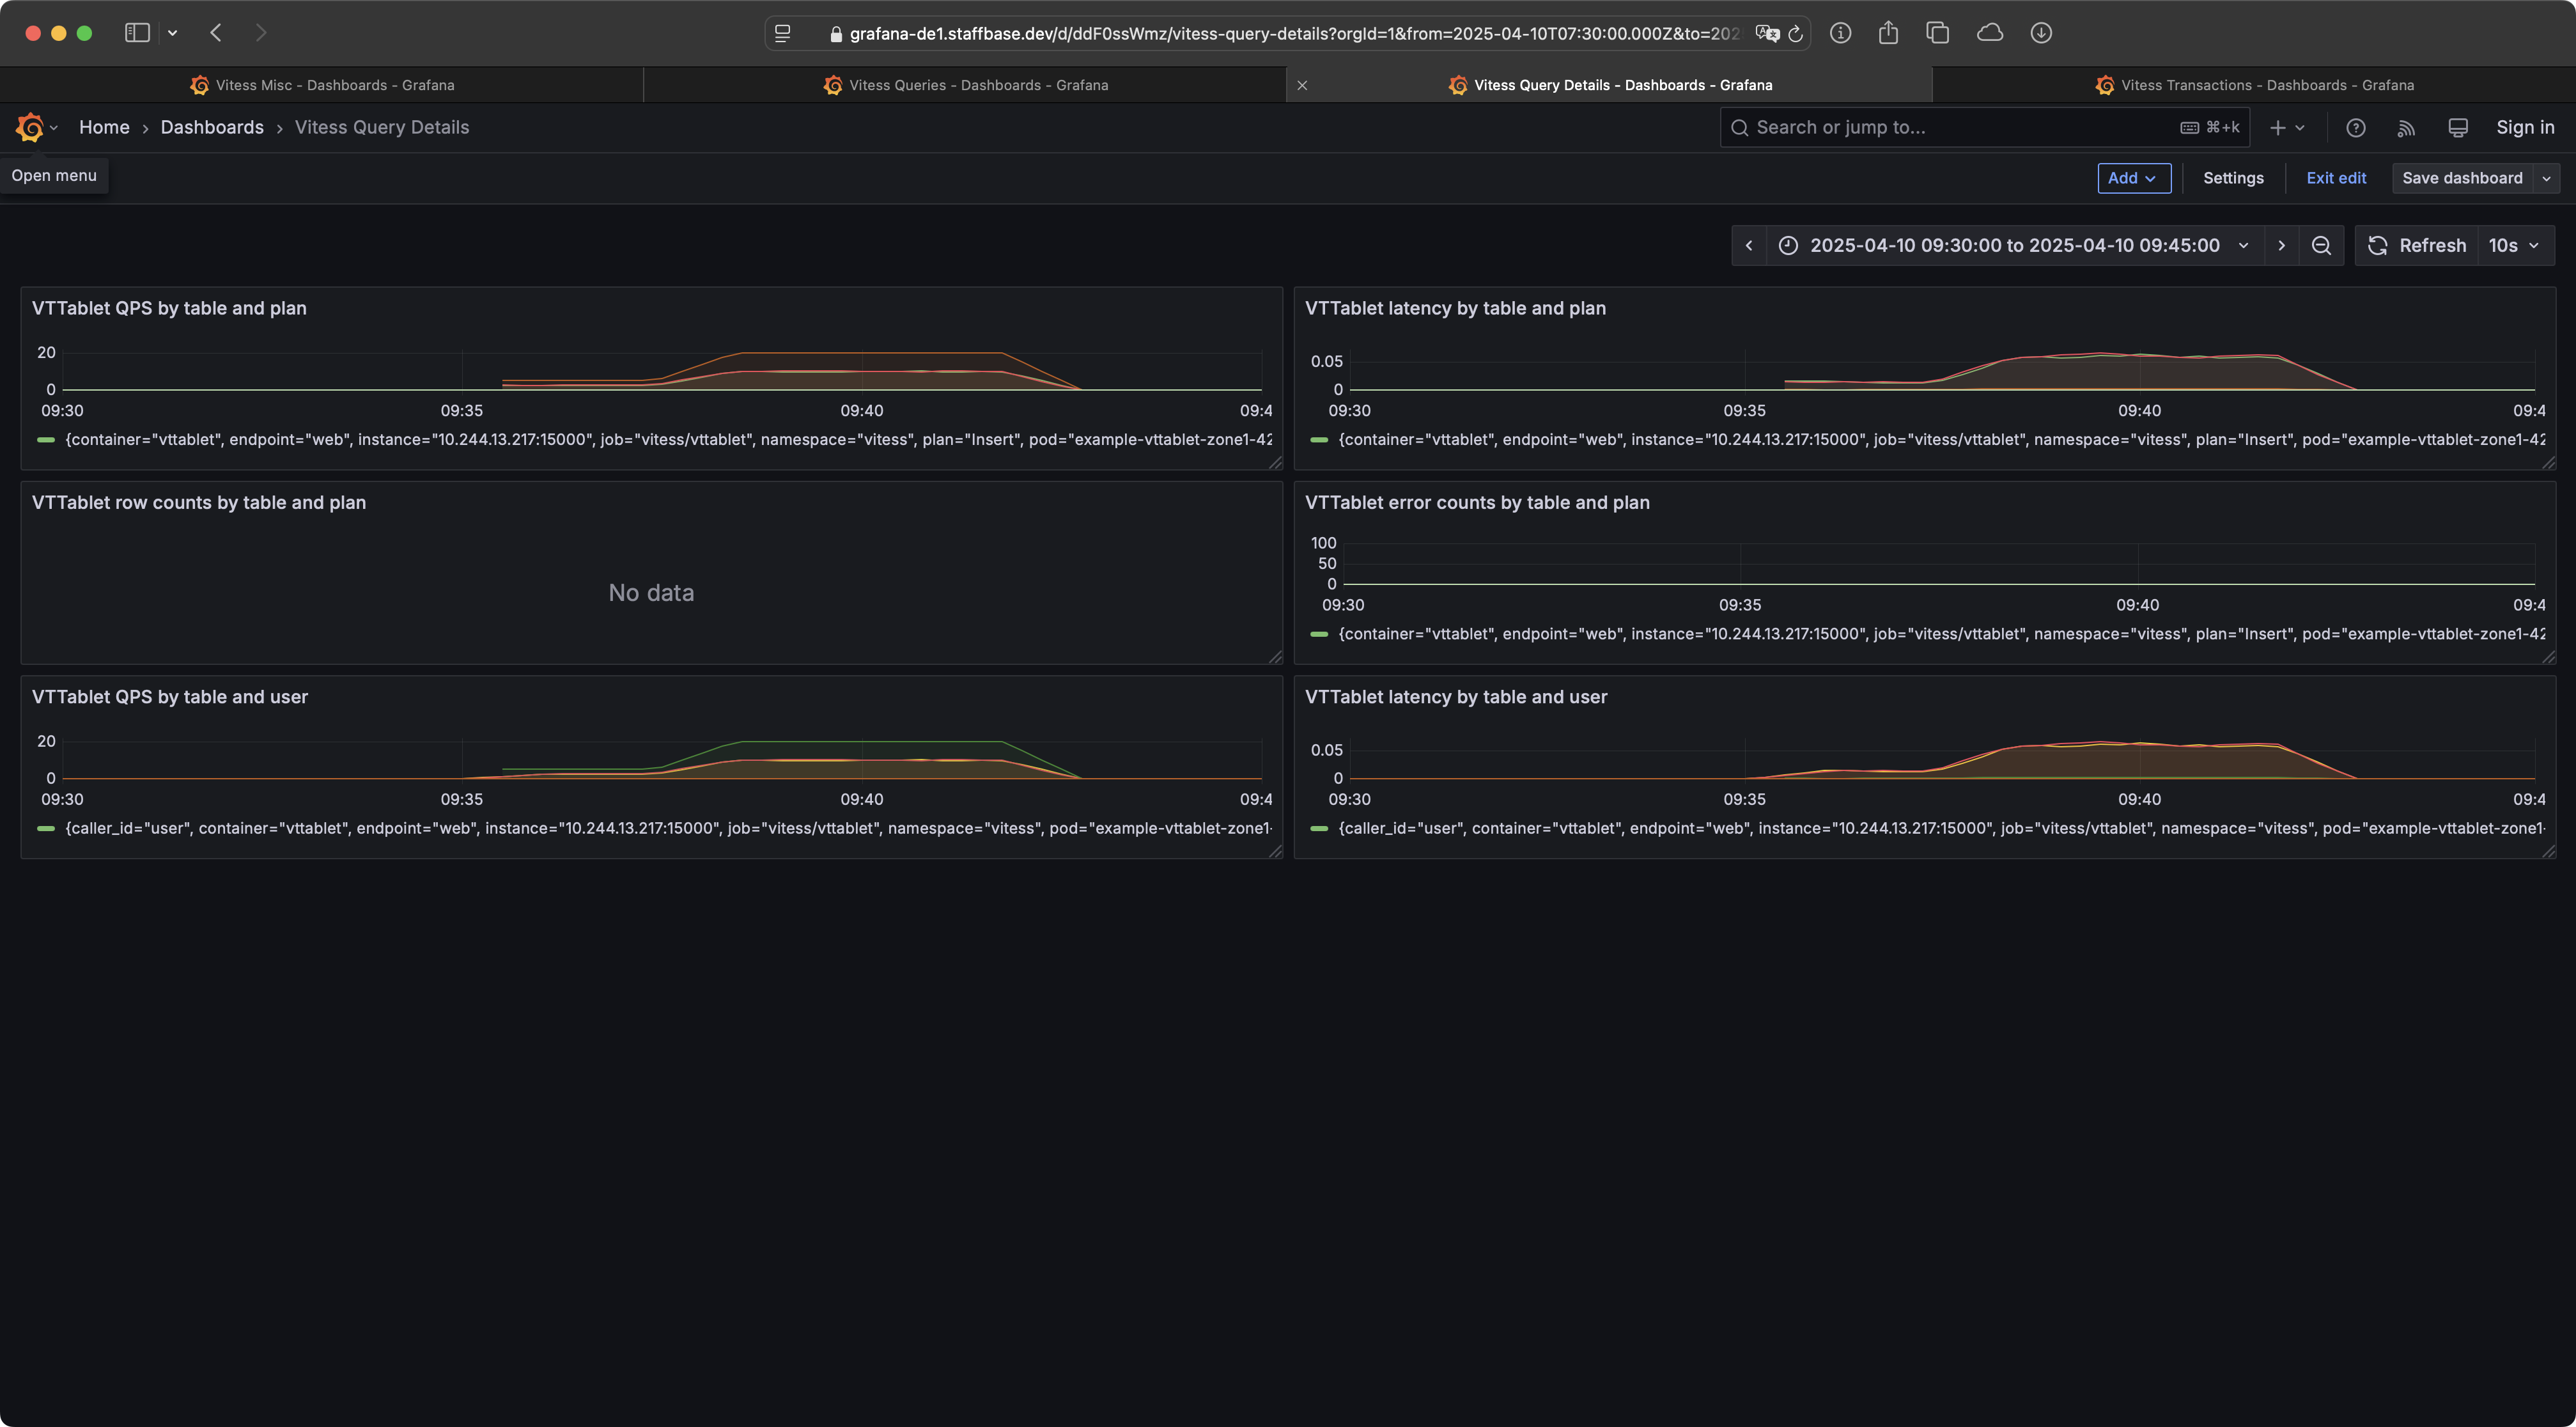 grafana-de1.staffbase.dev/d/ddF0ssWmz/vitess-query-details?orgId=1&from=2025-04-10T07:30:00.000Z&to=202
Vitess Misc - Dashboards - Grafana
Vitess Queries - Dashboards - Grafana
Vitess Query Details - Dashboards - Grafana
Vitess Transactions - Dashboards - Grafana
Home › Dashboards › Vitess Query Details
Search or jump to...
⌘+k
Sign in
Open menu
Add
Settings
Exit edit
Save dashboard
2025-04-10 09:30:00 to 2025-04-10 09:45:00
Refresh
10s
VTTablet QPS by table and plan
20
0
09:30
09:35
09:40
09:4
{container="vttablet", endpoint="web", instance="10.244.13.217:15000", job="vitess/vttablet", namespace="vitess", plan="Insert", pod="example-vttablet-zone1-42
VTTablet latency by table and plan
0.05
0
09:30
09:35
09:40
09:4
{container="vttablet", endpoint="web", instance="10.244.13.217:15000", job="vitess/vttablet", namespace="vitess", plan="Insert", pod="example-vttablet-zone1-42
VTTablet row counts by table and plan
No data
VTTablet error counts by table and plan
100
50
0
09:30
09:35
09:40
09:4
{container="vttablet", endpoint="web", instance="10.244.13.217:15000", job="vitess/vttablet", namespace="vitess", plan="Insert", pod="example-vttablet-zone1-42
VTTablet QPS by table and user
20
0
09:30
09:35
09:40
09:4
{caller_id="user", container="vttablet", endpoint="web", instance="10.244.13.217:15000", job="vitess/vttablet", namespace="vitess", pod="example-vttablet-zone1-
VTTablet latency by table and user
0.05
0
09:30
09:35
09:40
09:4
{caller_id="user", container="vttablet", endpoint="web", instance="10.244.13.217:15000", job="vitess/vttablet", namespace="vitess", pod="example-vttablet-zone1-